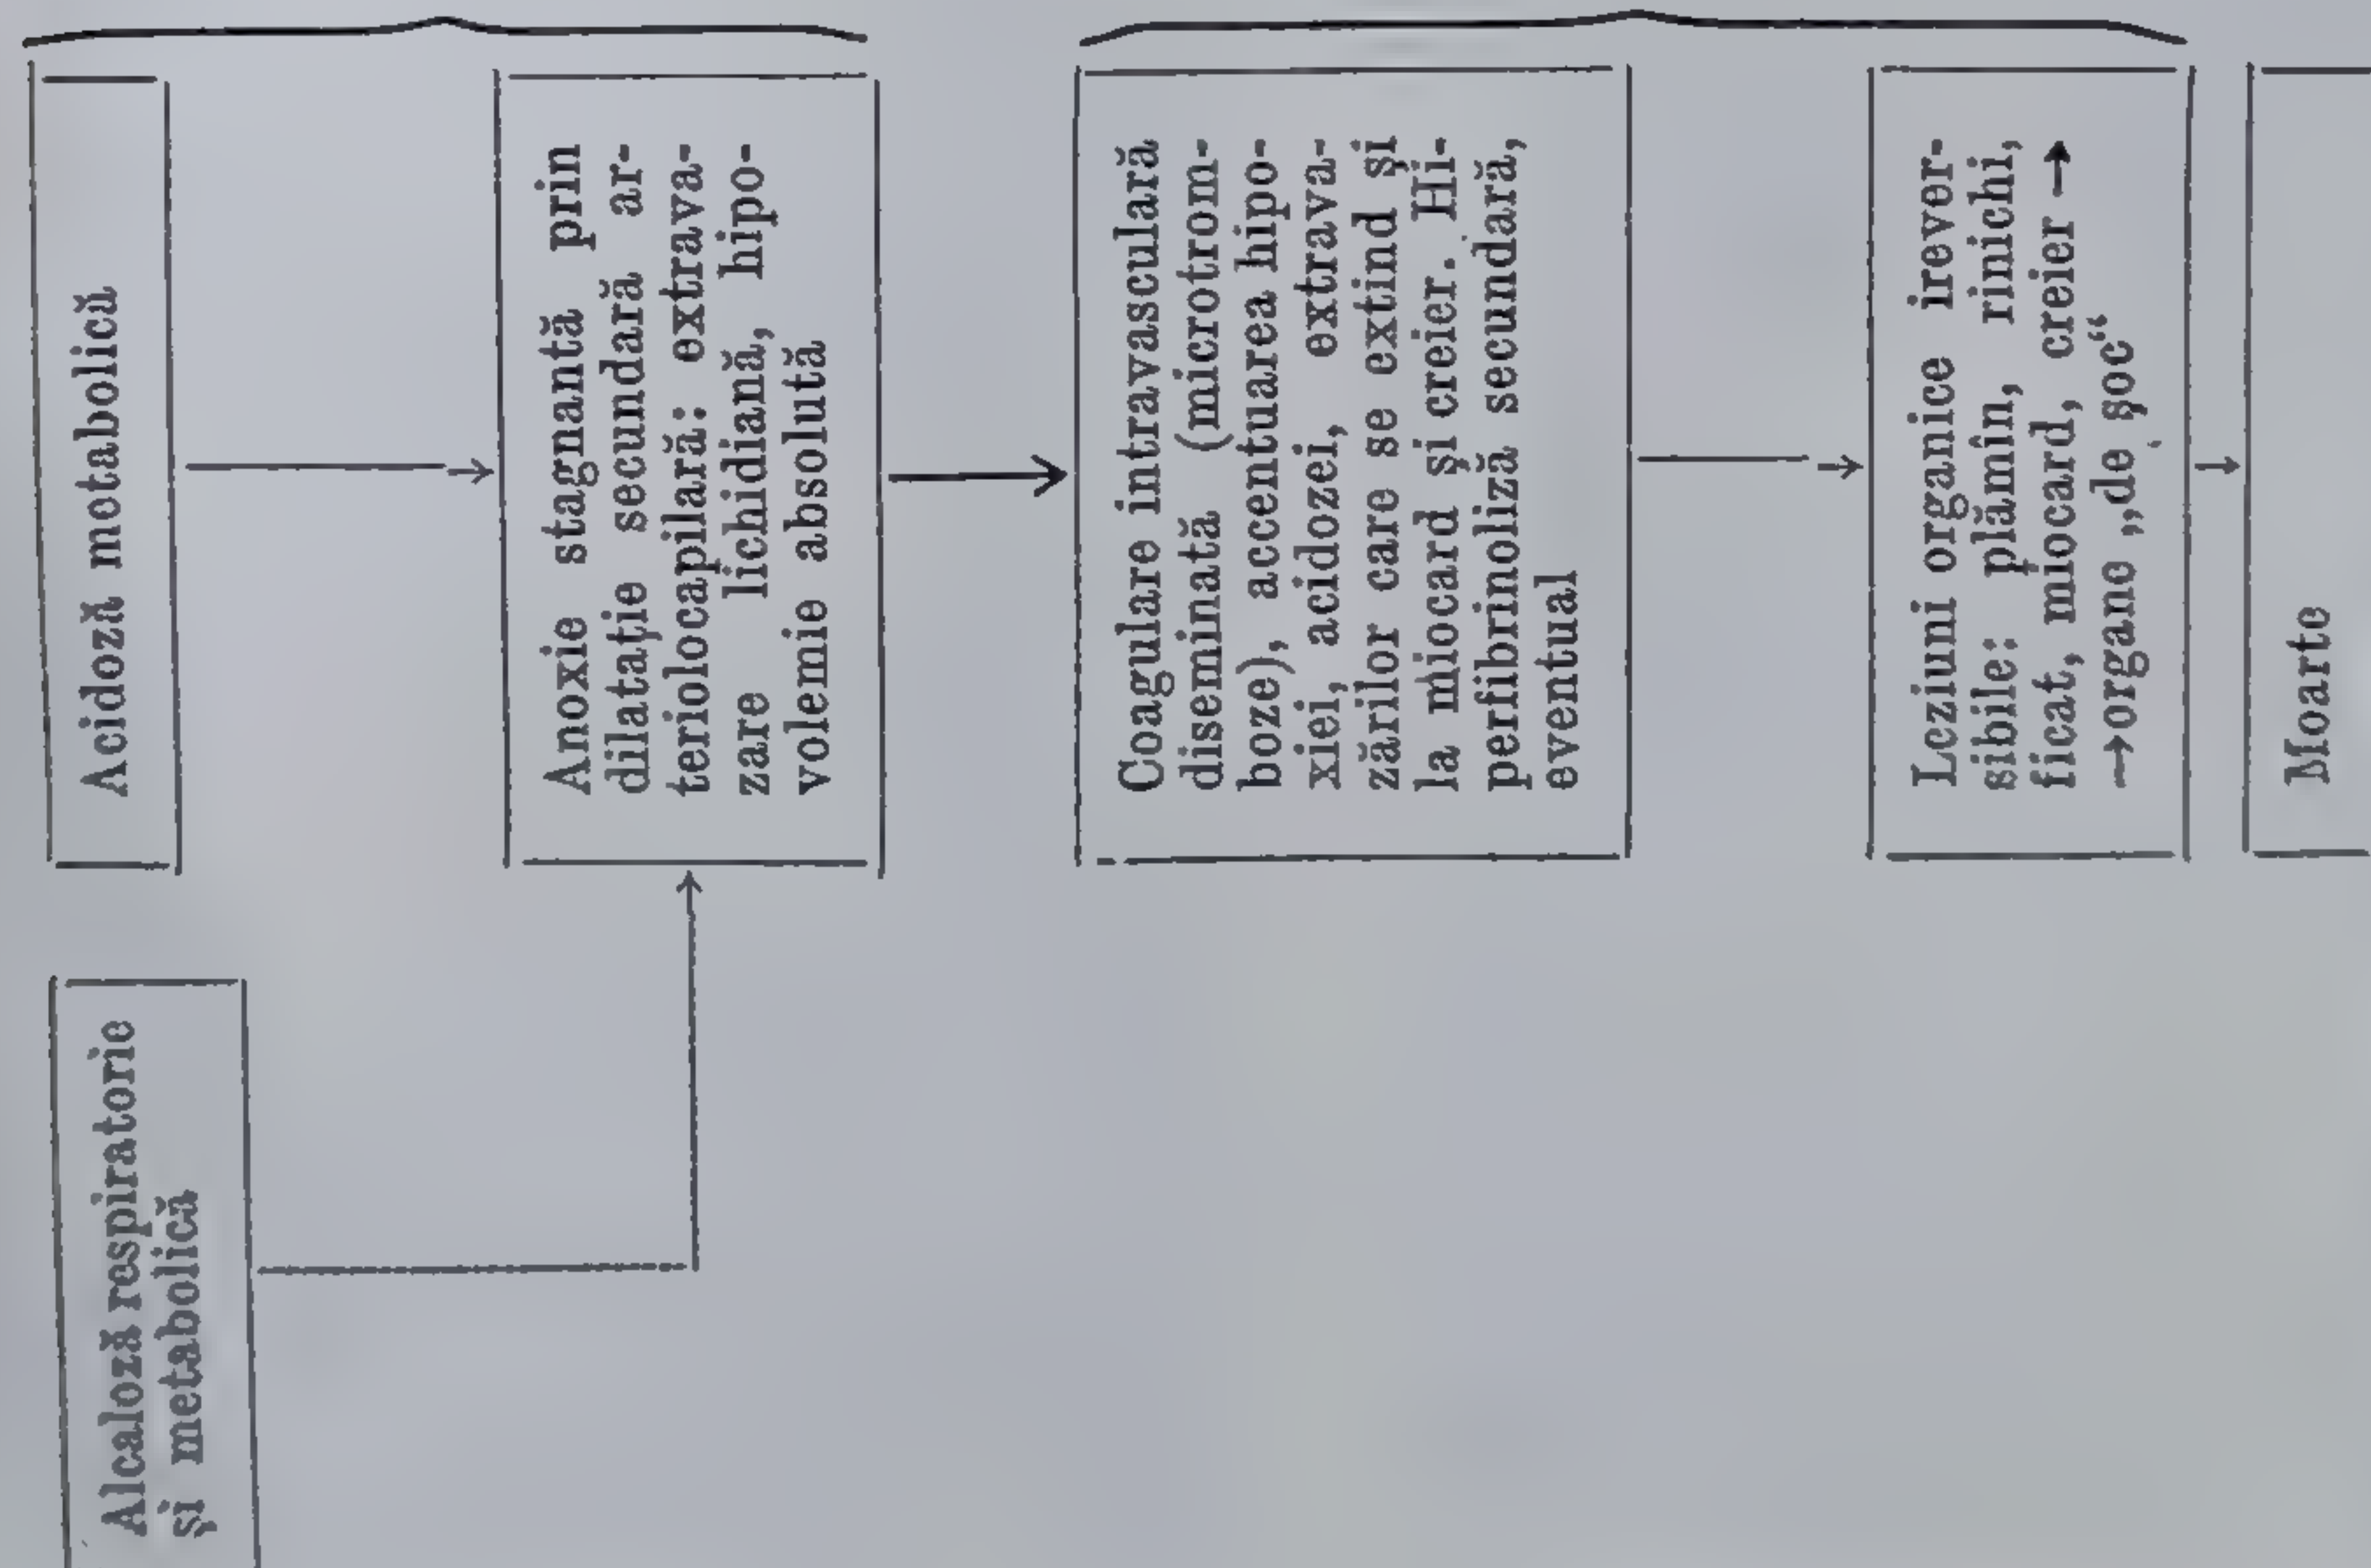 Alcaloză respiratorie
și metabolică
Acidoză metabolică
Anoxie stagnantă prin
dilatație secundară ar-
teriolocapilară: extrava-
zare lichidiană, hipo-
volemie absolută
Coagulare intravasculară
diseminată (microtrom-
boze), accentuarea hipo-
xiei, acidozei, extrava-
zărilor care se extind și
la miocard și creier. Hi-
perfibrinoliză secundară,
eventual
Leziuni organice irever-
sibile: plămîn, rinichi,
ficat, miocard, creier →
→organe „de șoc“
Moarte